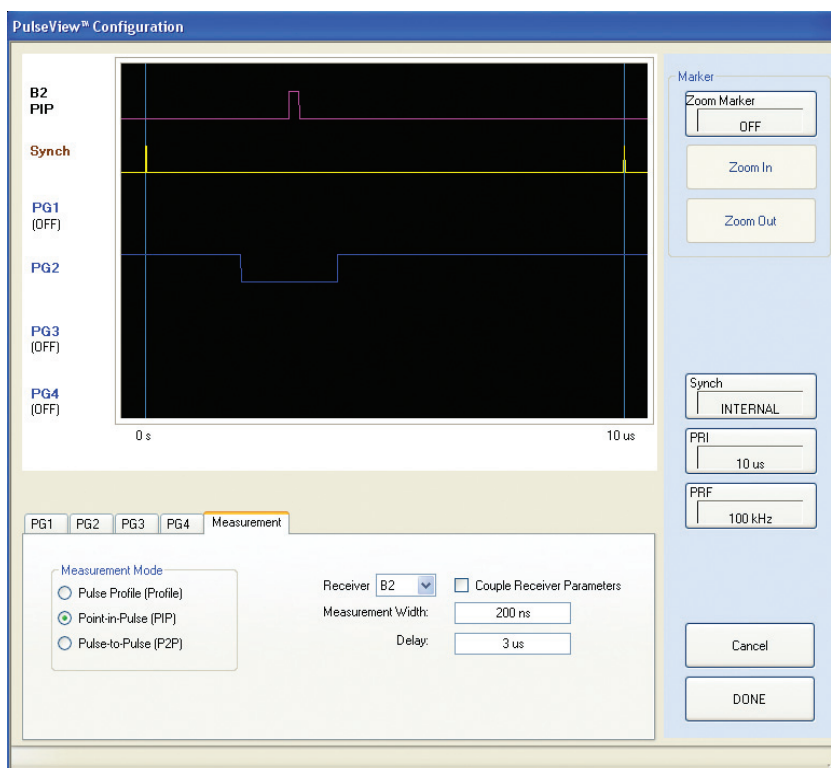 PulseView™ Configuration
B2
PIP
Synch
PG1
(OFF)
PG2
PG3
(OFF)
PG4
(OFF)
0 s
10 us
Marker
Zoom Marker
OFF
Zoom In
Zoom Out
Synch
INTERNAL
PRI
10 us
PRF
100 kHz
PG1 PG2 PG3 PG4 Measurement
Measurement Mode
Pulse Profile (Profile)
Point-in-Pulse (PIP)
Pulse-to-Pulse (P2P)
Receiver B2 Couple Receiver Parameters
Measurement Width: 200 ns
Delay: 3 us
Cancel
DONE